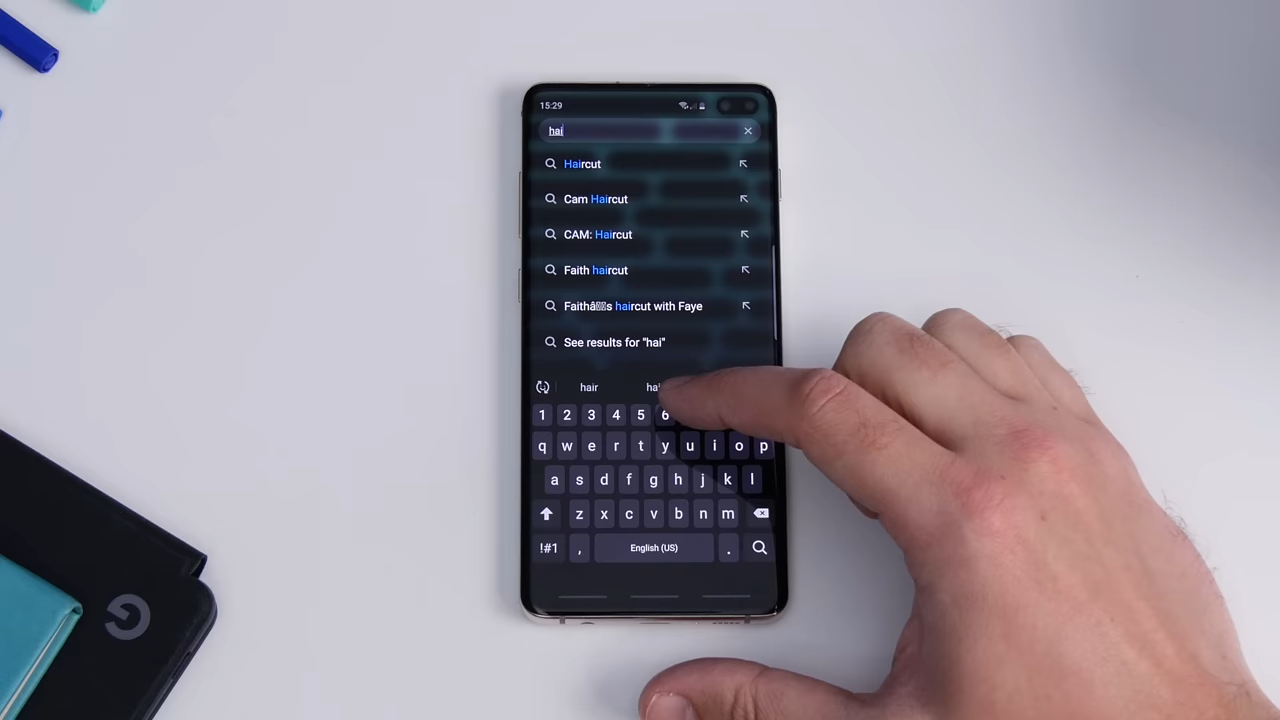 15:29
hai
Haircut
Cam Haircut
CAM: Haircut
Faith haircut
Faithâ▯▯s haircut with Faye
See results for "hai"
hair
1 2 3 4 5 6
q w e r t y u i o p
a s d f g h j k l
z x c v b n m
!#1 , English (US) .